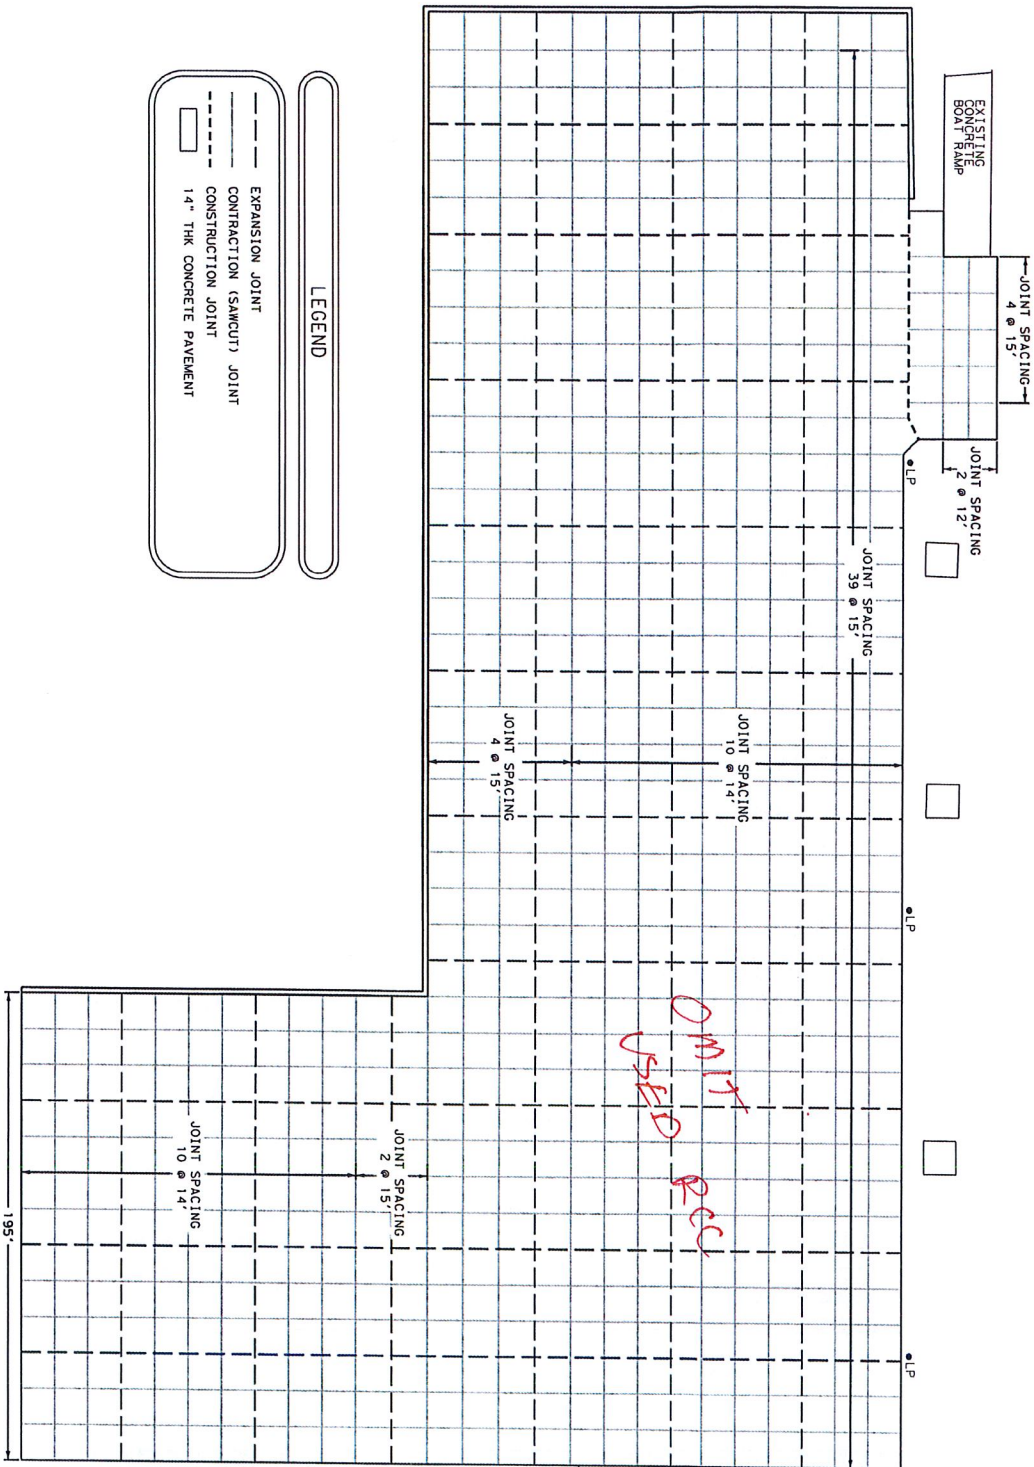 EXISTING
CONCRETE
BOAT RAMP
JOINT SPACING
4 @ 15'
JOINT SPACING
2 @ 12'
LP
JOINT SPACING
39 @ 15'
JOINT SPACING
10 @ 14'
JOINT SPACING
4 @ 15'
LP
OMIT
USED RCC
LP
JOINT SPACING
2 @ 15'
JOINT SPACING
10 @ 14'
195'
LEGEND
EXPANSION JOINT
CONTRACTION (SAWCUT) JOINT
CONSTRUCTION JOINT
14" THK CONCRETE PAVEMENT